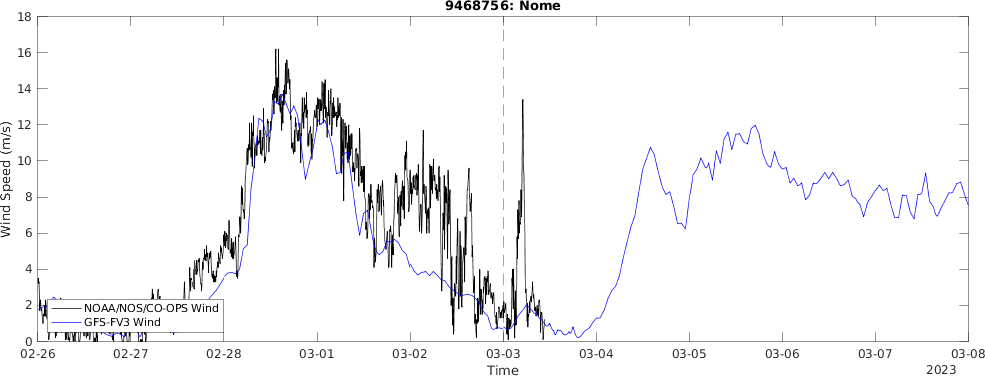 9468756: Nome
18
16
14
12
10
8
6
4
2
0
Wind Speed (m/s)
NOAA/NOS/CO-OPS Wind
GFS-FV3 Wind
02-26 02-27 02-28 03-01 03-02 03-03 03-04 03-05 03-06 03-07 03-08
Time
2023